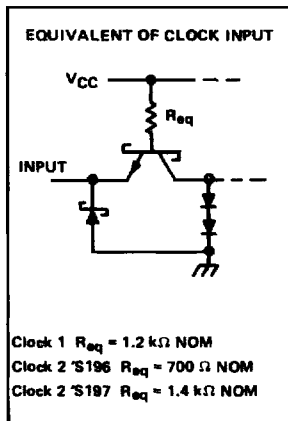 EQUIVALENT OF CLOCK INPUT
VCC
Req
INPUT
Clock 1 Req = 1.2 kΩ NOM
Clock 2 'S196 Req = 700 Ω NOM
Clock 2 'S197 Req = 1.4 kΩ NOM